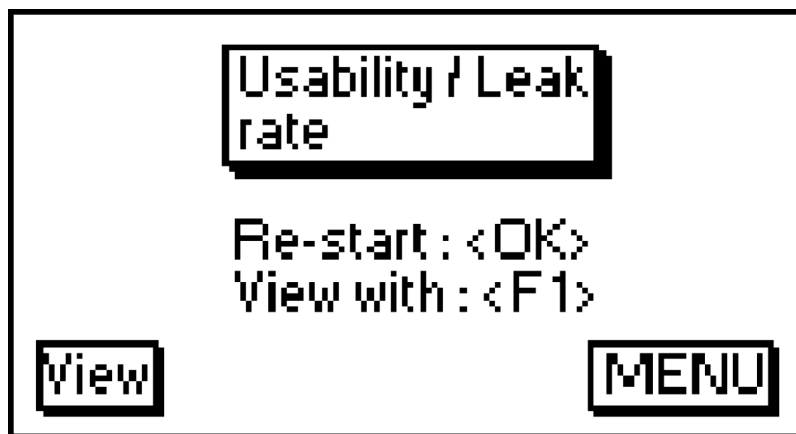 Usability / Leak
rate
Re-start : <OK>
View with : <F1>
View
MENU